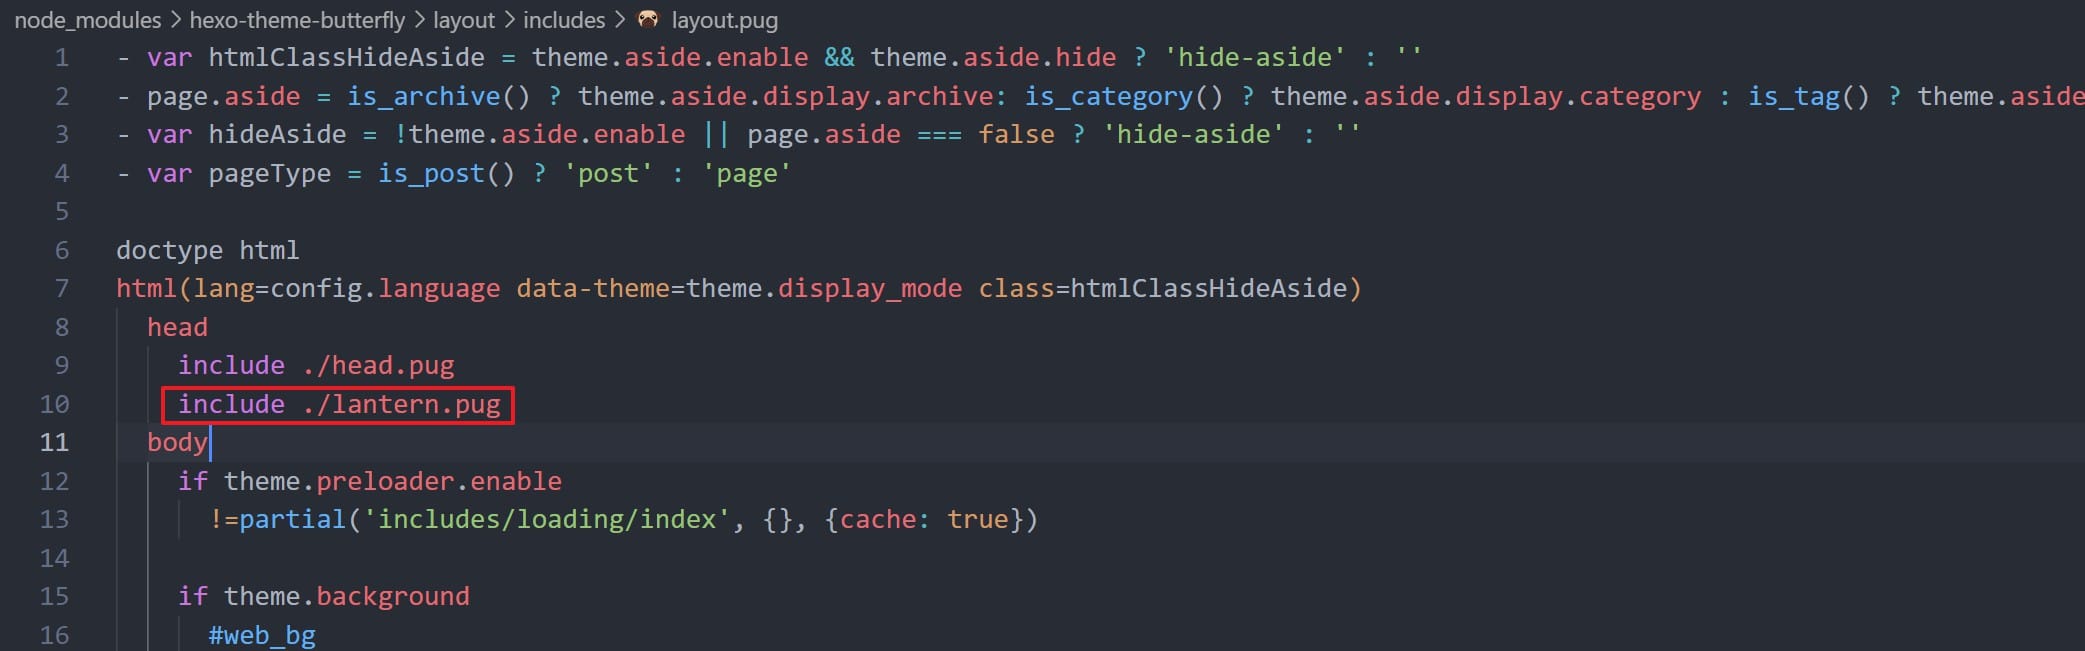 node_modules > hexo-theme-butterfly > layout > includes > layout.pug
1 - var htmlClassHideAside = theme.aside.enable && theme.aside.hide ? 'hide-aside' : ''
2 - page.aside = is_archive() ? theme.aside.display.archive: is_category() ? theme.aside.display.category : is_tag() ? theme.aside
3 - var hideAside = !theme.aside.enable || page.aside === false ? 'hide-aside' : ''
4 - var pageType = is_post() ? 'post' : 'page'
5
6 doctype html
7 html(lang=config.language data-theme=theme.display_mode class=htmlClassHideAside)
8 head
9 include ./head.pug
10 include ./lantern.pug
11 body
12 if theme.preloader.enable
13 !=partial('includes/loading/index', {}, {cache: true})
14
15 if theme.background
16 #web_bg